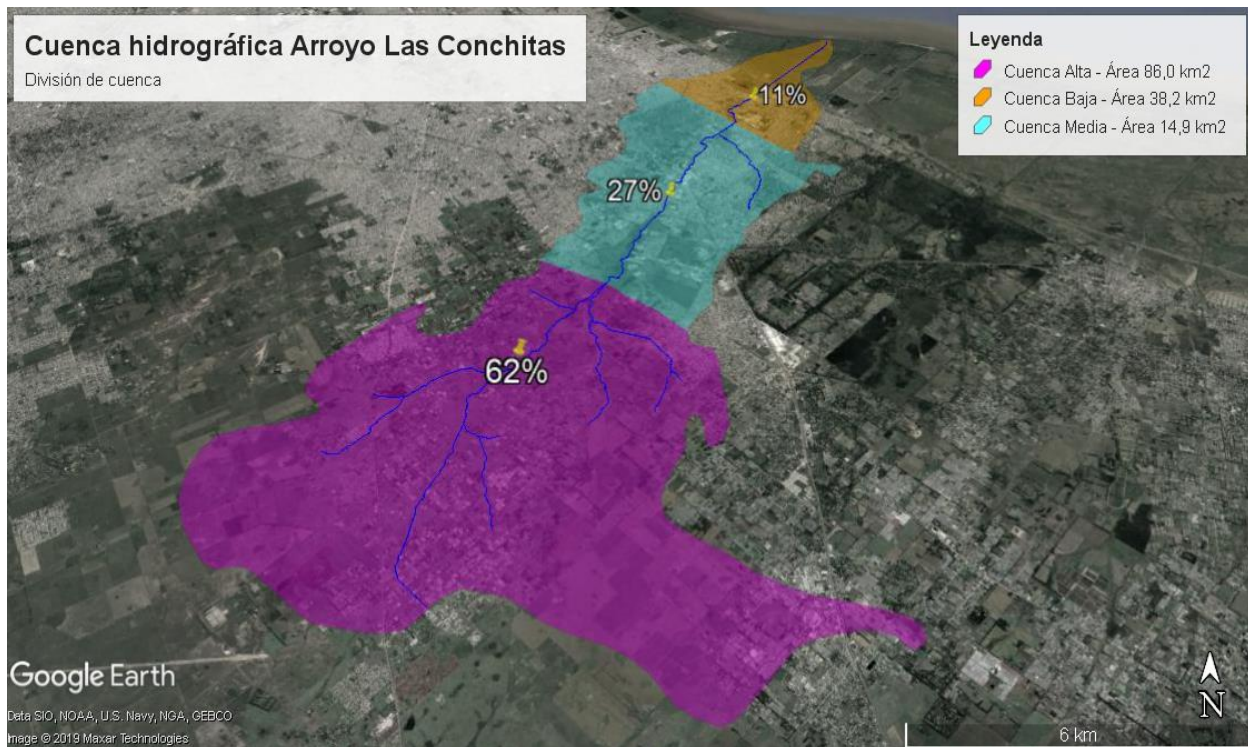 Cuenca hidrográfica Arroyo Las Conchitas
División de cuenca
Leyenda
Cuenca Alta - Área 86,0 km2
Cuenca Baja - Área 38,2 km2
Cuenca Media - Área 14,9 km2
11%
27%
62%
Google Earth
Data SIO, NOAA, U.S. Navy, NGA, GEBCO
Image © 2019 Maxar Technologies
N
6 km